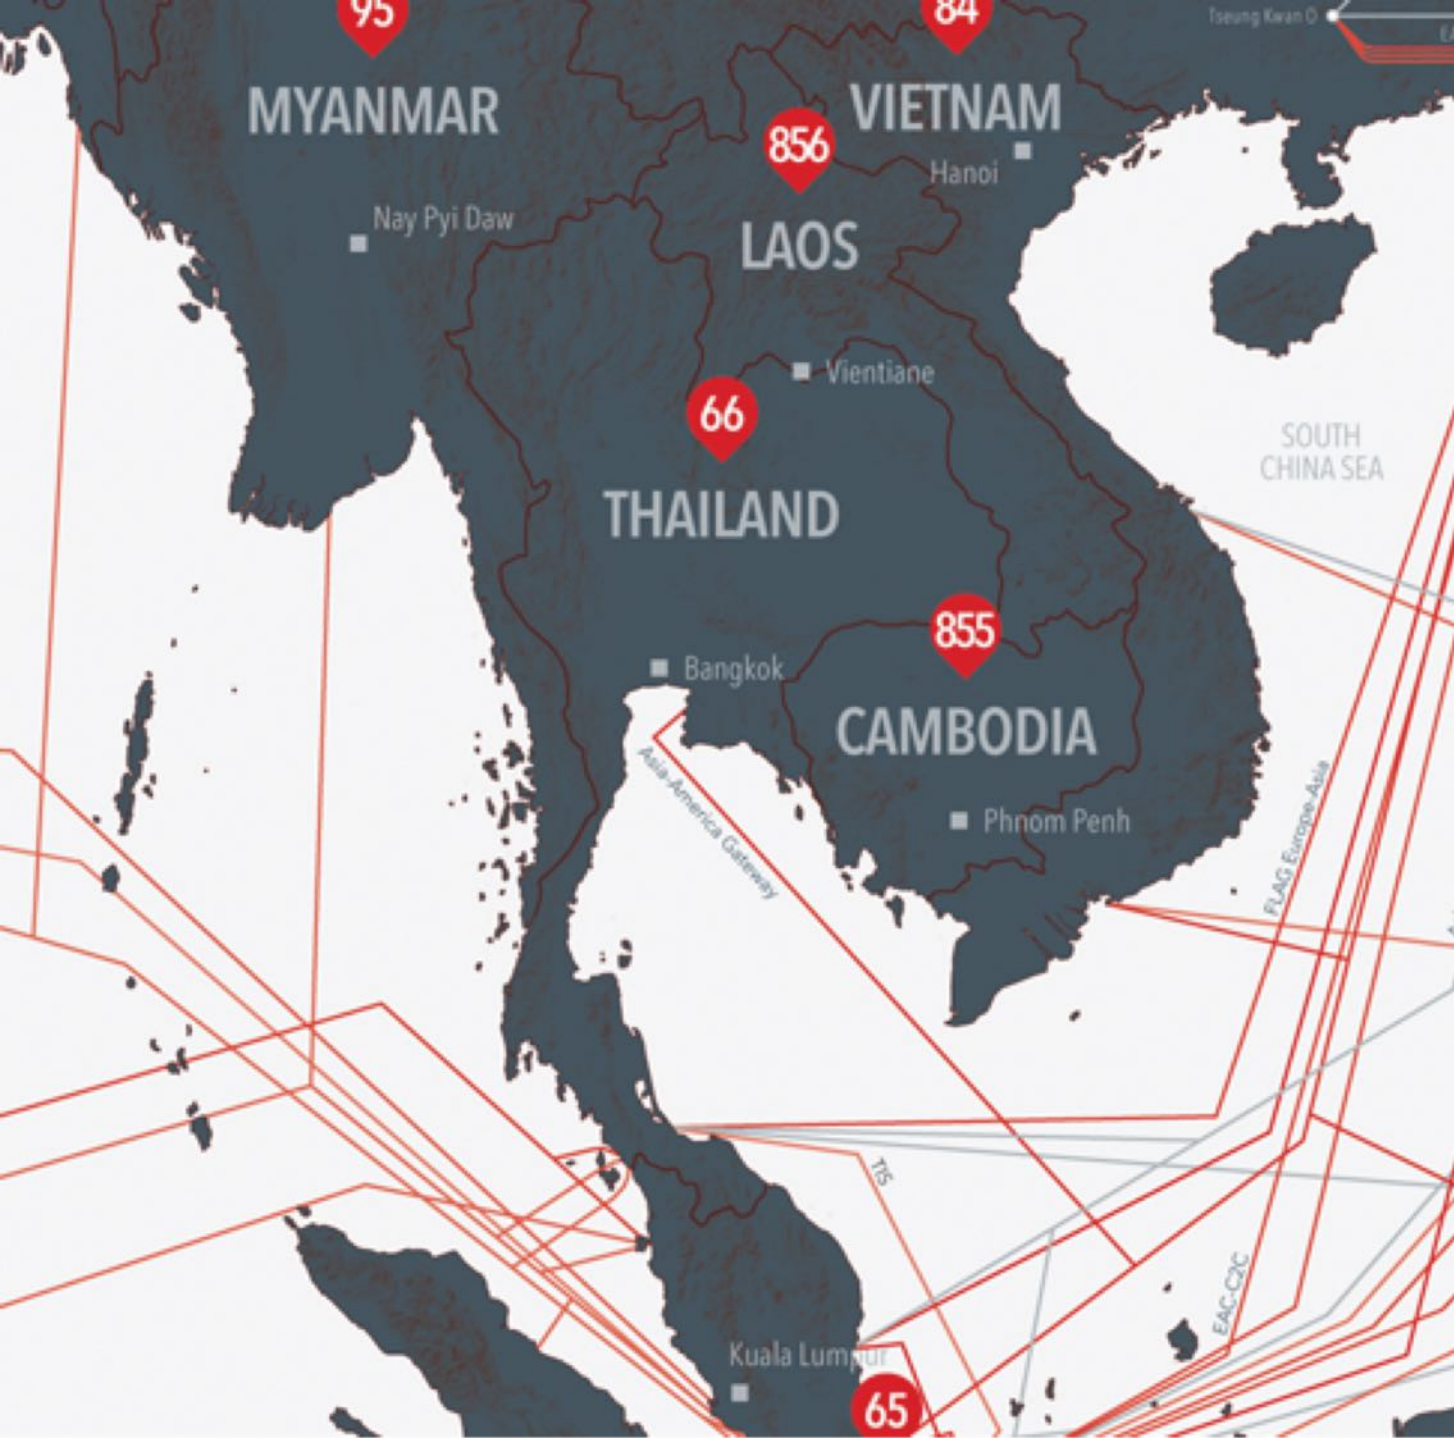 95
84
Tseung Kwan O
MYANMAR
VIETNAM
856
Hanoi
Nay Pyi Daw
LAOS
Vientiane
66
SOUTH
CHINA SEA
THAILAND
855
Bangkok
CAMBODIA
Asia-America Gateway
Phnom Penh
FLAG Europe-Asia
TIS
EAC-C2C
Kuala Lumpur
65